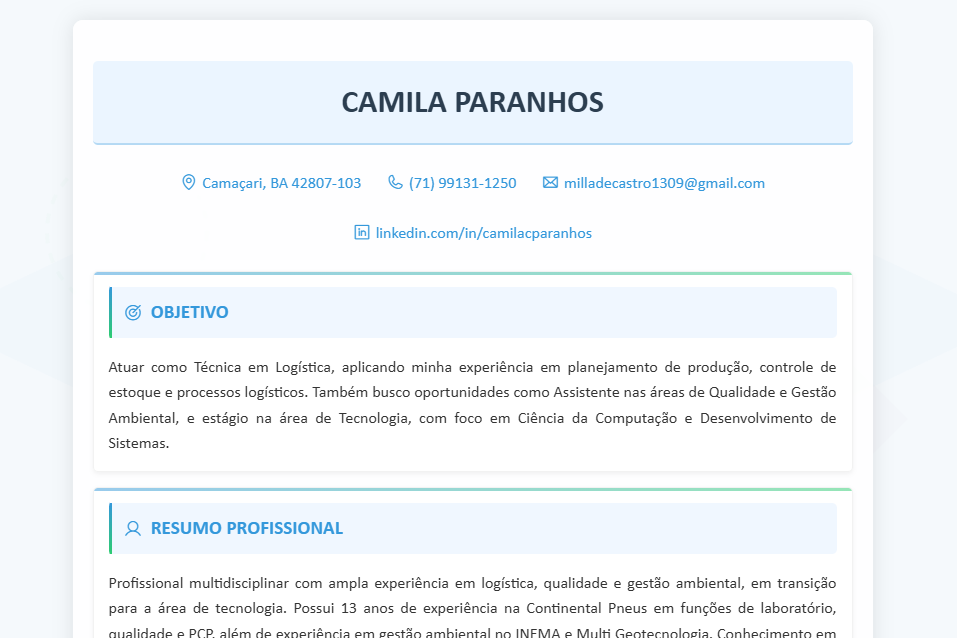 CAMILA PARANHOS
Camaçari, BA 42807-103 (71) 99131-1250 milladecastro1309@gmail.com
linkedin.com/in/camilacparanhos
OBJETIVO
Atuar como Técnica em Logística, aplicando minha experiência em planejamento de produção, controle de
estoque e processos logísticos. Também busco oportunidades como Assistente nas áreas de Qualidade e Gestão
Ambiental, e estágio na área de Tecnologia, com foco em Ciência da Computação e Desenvolvimento de
Sistemas.
RESUMO PROFISSIONAL
Profissional multidisciplinar com ampla experiência em logística, qualidade e gestão ambiental, em transição
para a área de tecnologia. Possui 13 anos de experiência na Continental Pneus em funções de laboratório,
qualidade e PCP, além de experiência em gestão ambiental no INEMA e Multi Geotecnologia. Conhecimento em